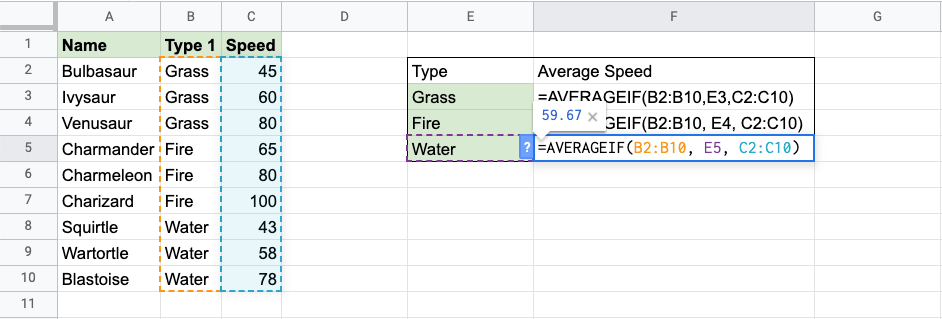 A B C D E F G
1 Name Type 1 Speed
2 Bulbasaur Grass 45 Type Average Speed
3 Ivysaur Grass 60 Grass =AVERAGEIF(B2:B10,E3,C2:C10)
59.67 ×
4 Venusaur Grass 80 Fire GEIF(B2:B10, E4, C2:C10)
5 Charmander Fire 65 Water ? =AVERAGEIF(B2:B10, E5, C2:C10)
6 Charmeleon Fire 80
7 Charizard Fire 100
8 Squirtle Water 43
9 Wartortle Water 58
10 Blastoise Water 78
11